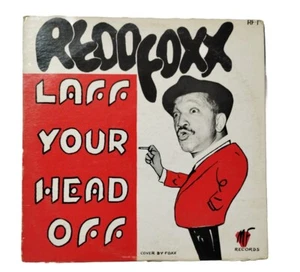 REDD FOXX
LAFF
YOUR
HEAD
OFF
COVER BY FOXX
RECORDS